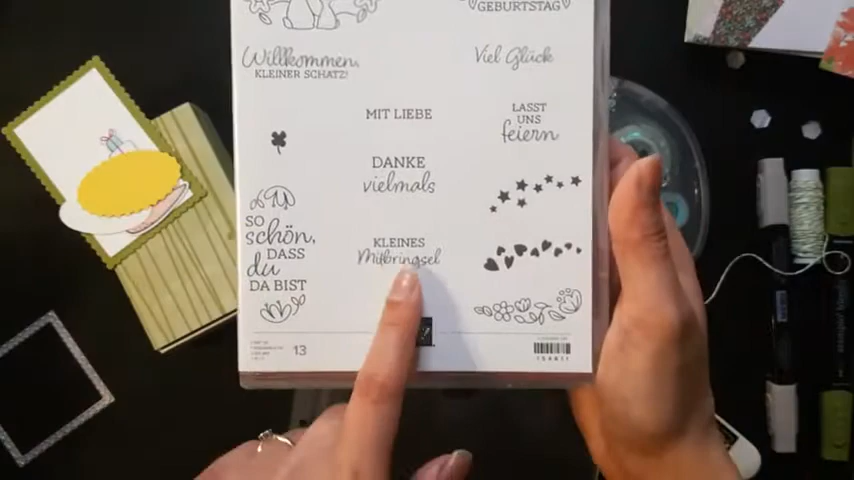 GEBURTSTAG
Willkommen,
KLEINER SCHATZ!
Viel Glück
MIT LIEBE
LASST
UNS
feiern
DANKE
vielmals
SO
schön,
DASS
du
DA BIST
KLEINES
Mitbringsel
13